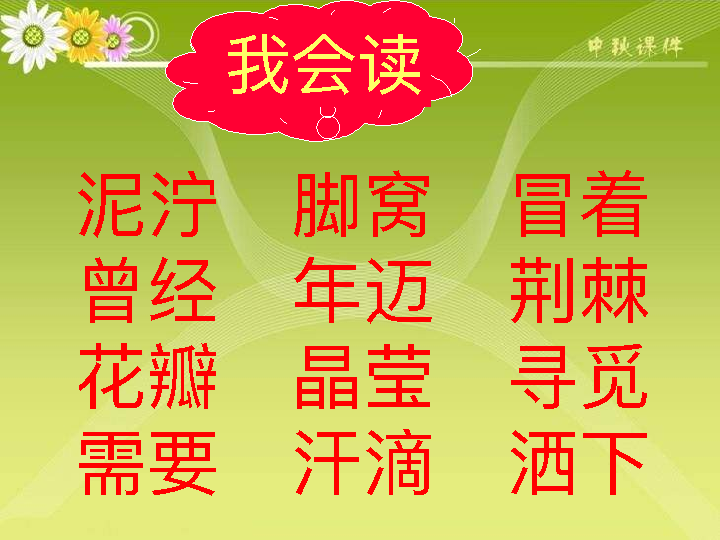 我会读
中秋课件
泥泞 脚窝 冒着
曾经 年迈 荆棘
花瓣 晶莹 寻觅
需要 汗滴 洒下